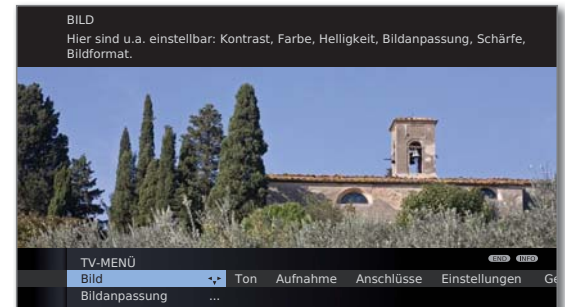 BILD
Hier sind u.a. einstellbar: Kontrast, Farbe, Helligkeit, Bildanpassung, Schärfe,
Bildformat.
TV-MENÜ
END INFO
Bild Ton Aufnahme Anschlüsse Einstellungen Ge
Bildanpassung ...